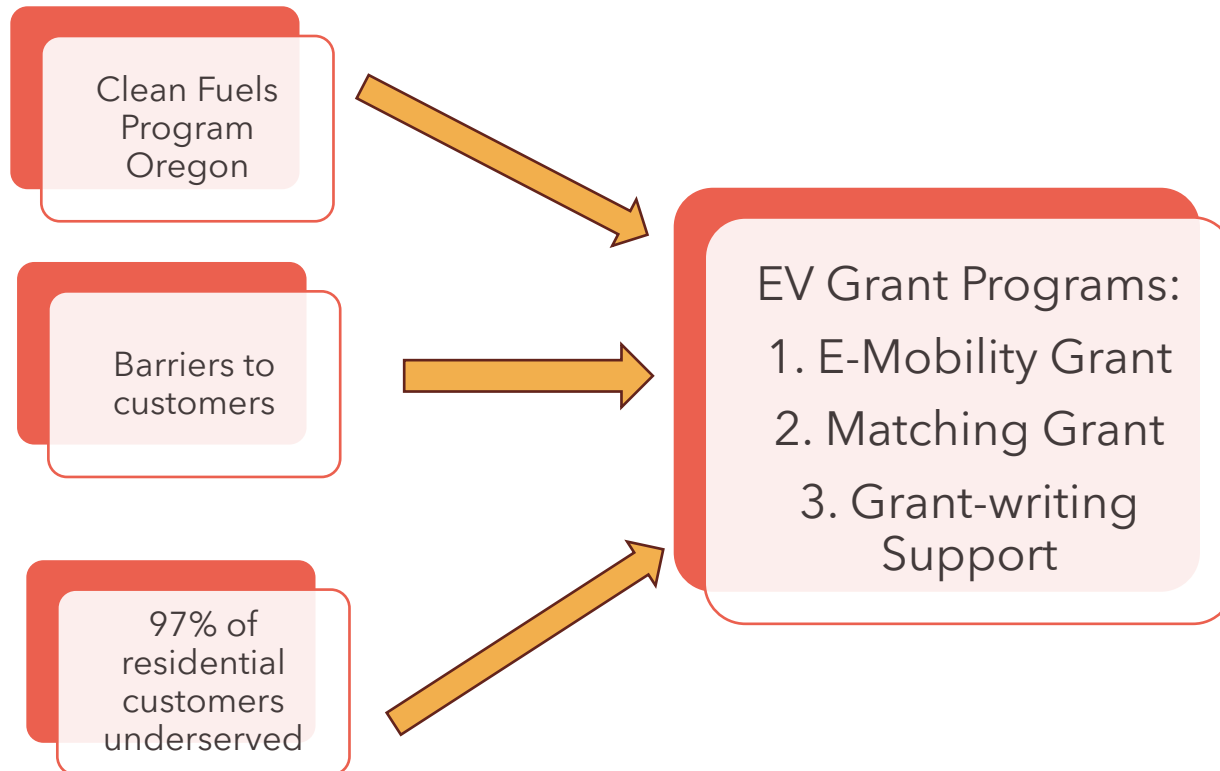 Clean Fuels
Program
Oregon
Barriers to
customers
97% of
residential
customers
underserved
EV Grant Programs:
1. E-Mobility Grant
2. Matching Grant
3. Grant-writing
Support